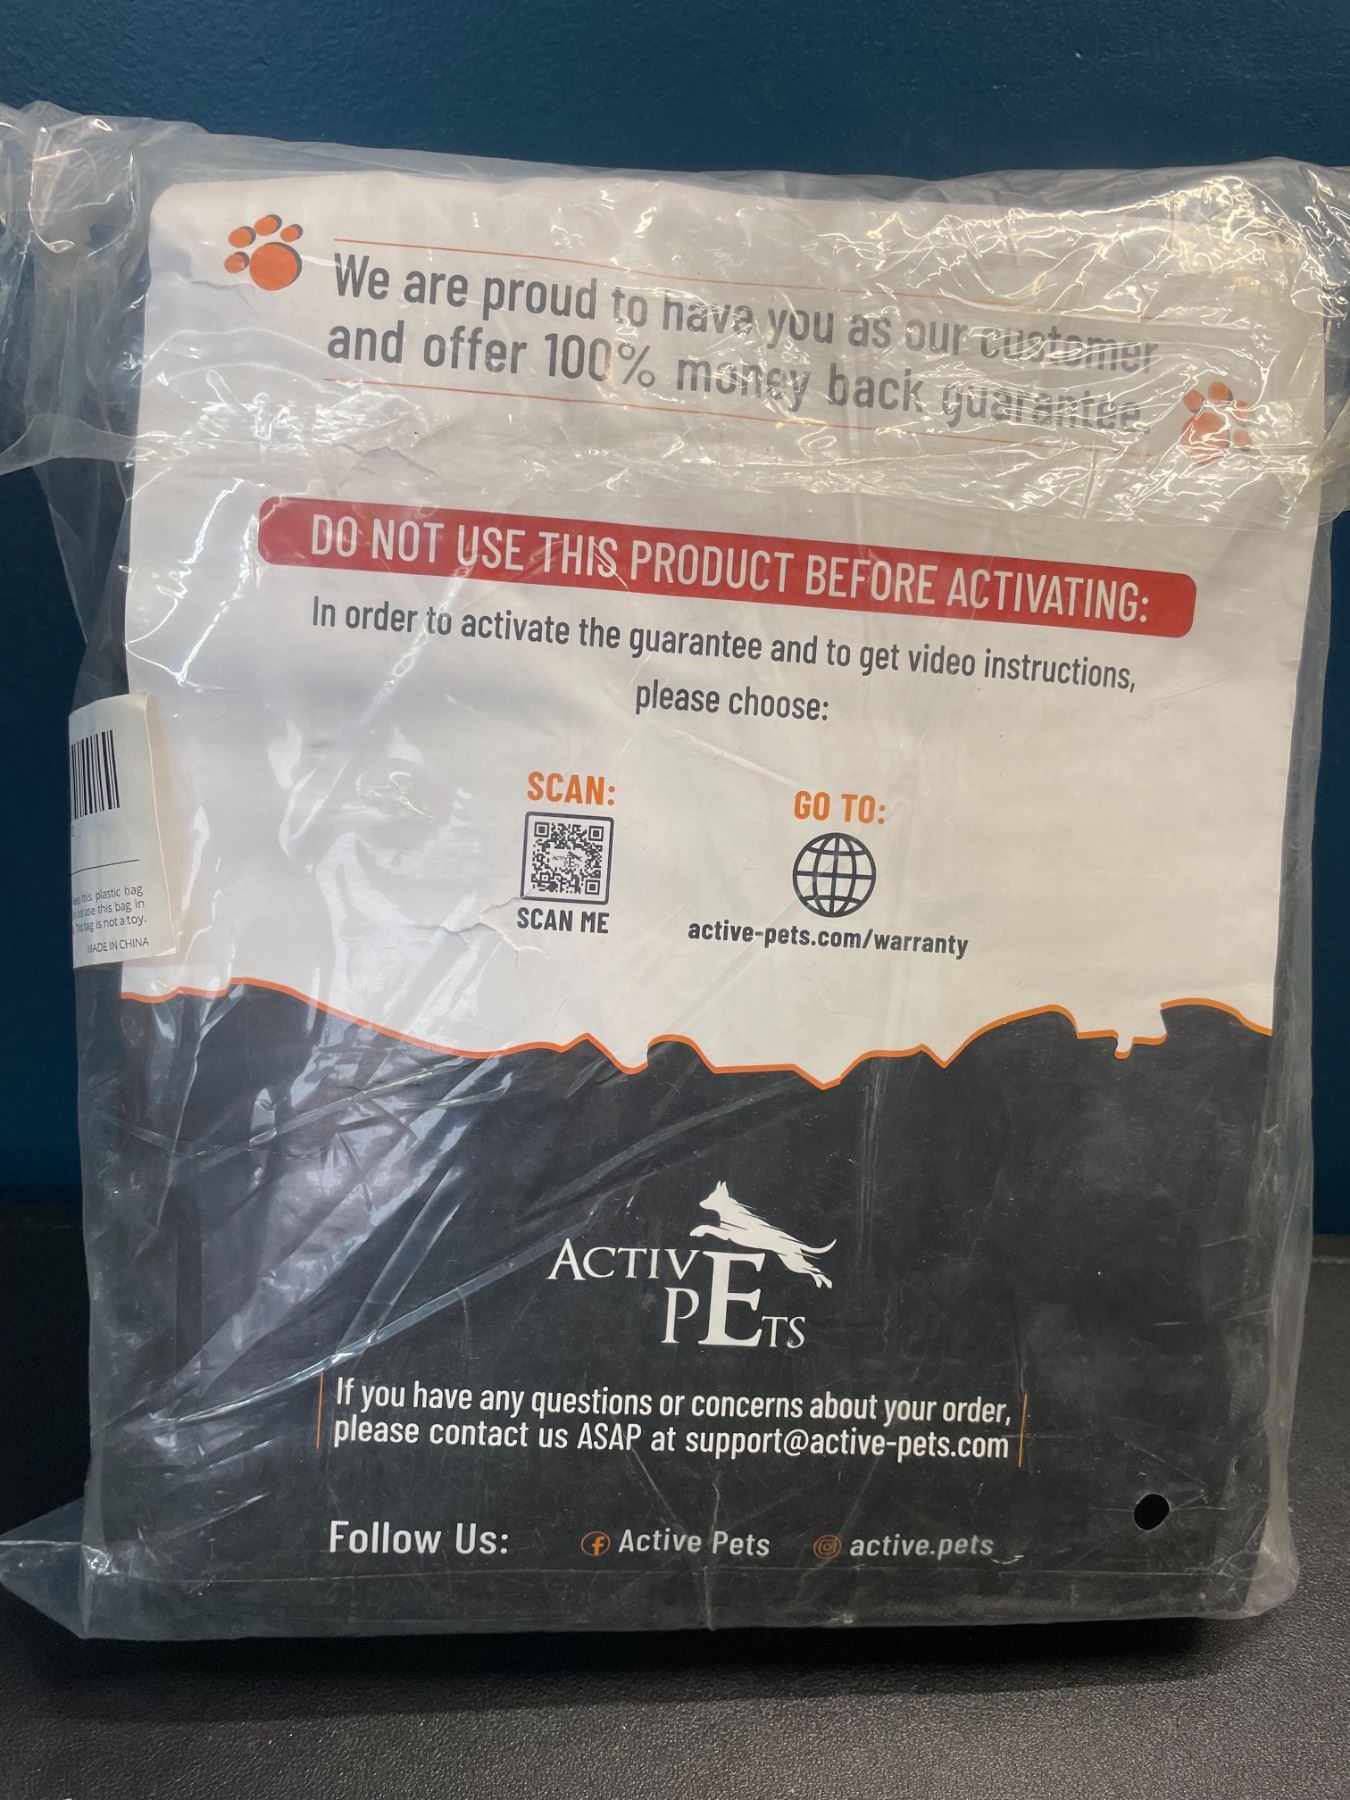 We are proud to have you as our customer
and offer 100% money back guarantee.
DO NOT USE THIS PRODUCT BEFORE ACTIVATING:
In order to activate the guarantee and to get video instructions,
please choose:
SCAN:
SCAN ME
GO TO:
active-pets.com/warranty
this plastic bag
use this bag in
bag is not a toy.
MADE IN CHINA
ACTIVE
PETS
If you have any questions or concerns about your order,
please contact us ASAP at support@active-pets.com
Follow Us: Active Pets active.pets